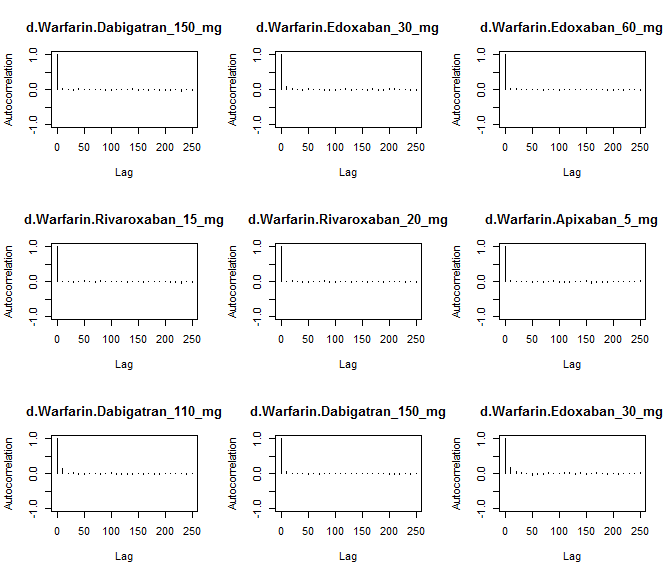 d.Warfarin.Dabigatran_150_mg
d.Warfarin.Edoxaban_30_mg
d.Warfarin.Edoxaban_60_mg
Autocorrelation
1.0
0.0
-1.0
0 50 100 150 200 250
Lag
Autocorrelation
1.0
0.0
-1.0
0 50 100 150 200 250
Lag
Autocorrelation
1.0
0.0
-1.0
0 50 100 150 200 250
Lag
d.Warfarin.Rivaroxaban_15_mg
d.Warfarin.Rivaroxaban_20_mg
d.Warfarin.Apixaban_5_mg
Autocorrelation
1.0
0.0
-1.0
0 50 100 150 200 250
Lag
Autocorrelation
1.0
0.0
-1.0
0 50 100 150 200 250
Lag
Autocorrelation
1.0
0.0
-1.0
0 50 100 150 200 250
Lag
d.Warfarin.Dabigatran_110_mg
d.Warfarin.Dabigatran_150_mg
d.Warfarin.Edoxaban_30_mg
Autocorrelation
1.0
0.0
-1.0
0 50 100 150 200 250
Lag
Autocorrelation
1.0
0.0
-1.0
0 50 100 150 200 250
Lag
Autocorrelation
1.0
0.0
-1.0
0 50 100 150 200 250
Lag